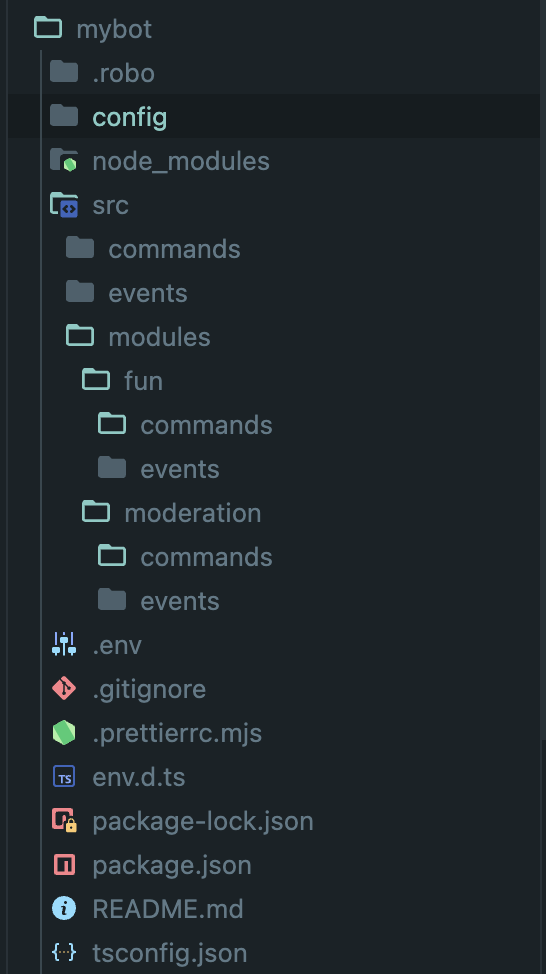 mybot
.robo
config
node_modules
src
commands
events
modules
fun
commands
events
moderation
commands
events
.env
.gitignore
.prettierrc.mjs
TS env.d.ts
package-lock.json
package.json
README.md
tsconfig.json